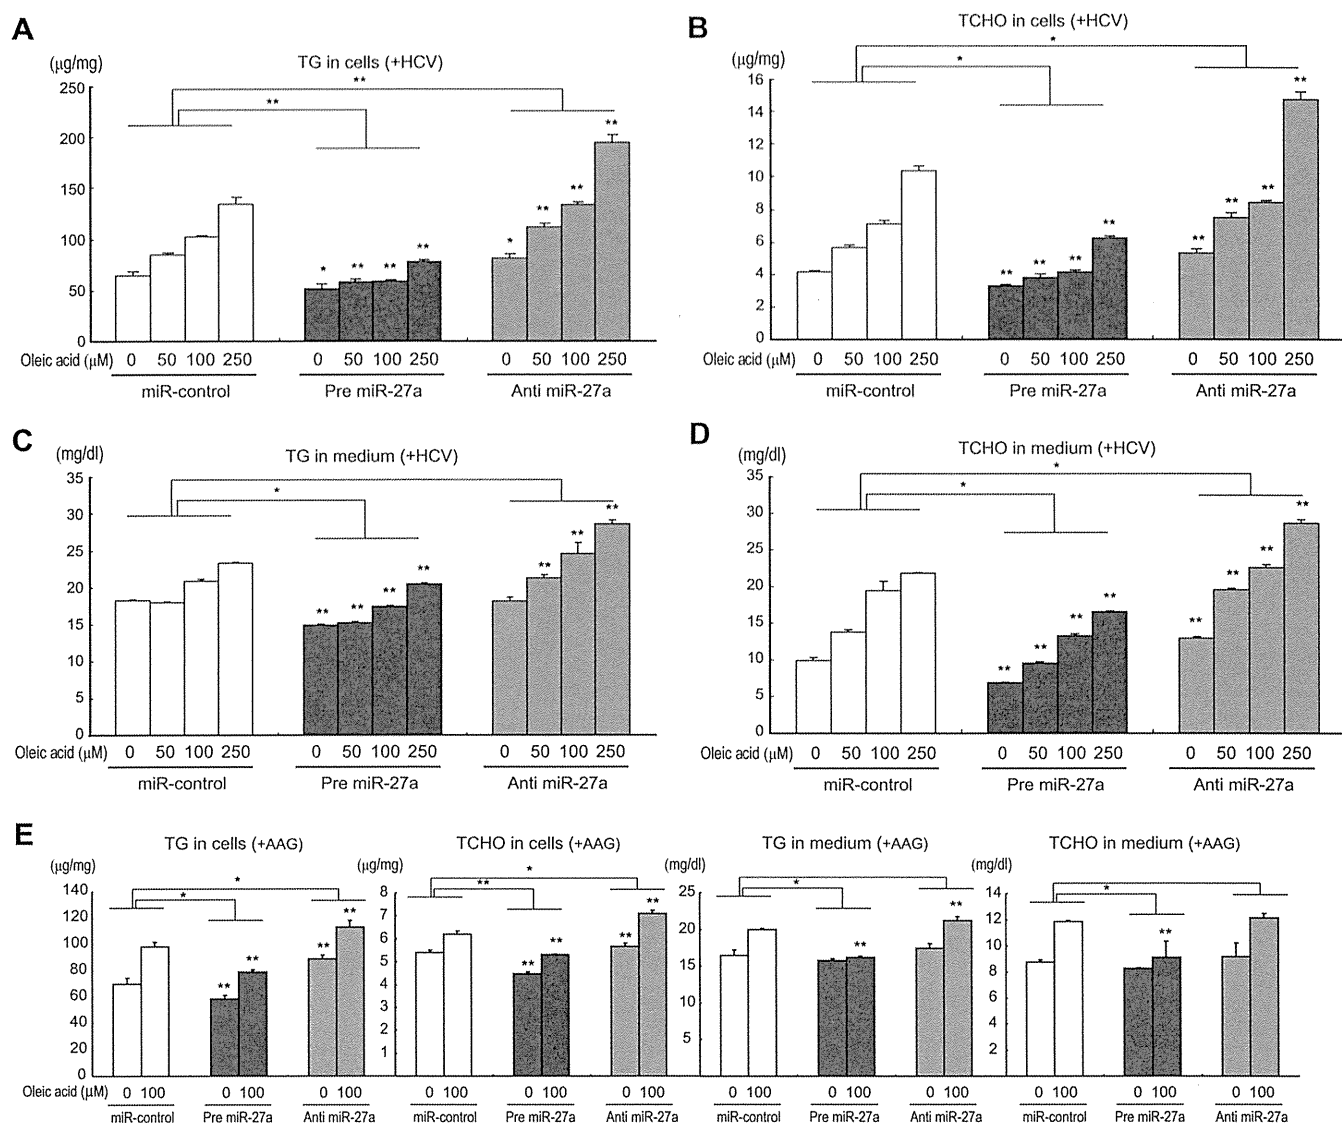 A
TG in cells (+HCV)
(μg/mg)
**
**
250
200
150
100
50
0
* ** ** **
* ** ** **
Oleic acid (μM) 0 50 100 250 0 50 100 250 0 50 100 250
miR-control Pre miR-27a Anti miR-27a
B
TCHO in cells (+HCV)
(μg/mg)
*
*
16
14
12
10
8
6
4
2
0
** ** ** **
** ** ** **
Oleic acid (μM) 0 50 100 250 0 50 100 250 0 50 100 250
miR-control Pre miR-27a Anti miR-27a
C
TG in medium (+HCV)
(mg/dl)
*
35
30
25
20
15
10
5
0
** ** ** **
** ** **
Oleic acid (μM) 0 50 100 250 0 50 100 250 0 50 100 250
miR-control Pre miR-27a Anti miR-27a
D
TCHO in medium (+HCV)
(mg/dl)
*
*
35
30
25
20
15
10
5
0
** ** ** **
** ** ** **
Oleic acid (μM) 0 50 100 250 0 50 100 250 0 50 100 250
miR-control Pre miR-27a Anti miR-27a
E
TG in cells (+AAG)
(μg/mg)
*
*
140
120
100
80
60
40
20
0
** **
** **
Oleic acid (μM) 0 100 0 100 0 100
miR-control Pre miR-27a Anti miR-27a
TCHO in cells (+AAG)
(μg/mg)
*
**
8
7
6
5
4
3
2
1
** **
** **
0 100 0 100 0 100
miR-control Pre miR-27a Anti miR-27a
TG in medium (+AAG)
(mg/dl)
*
25
20
15
10
5
**
**
0 100 0 100 0 100
miR-control Pre miR-27a Anti miR-27a
TCHO in medium (+AAG)
(mg/dl)
*
14
12
10
8
6
4
2
**
0 100 0 100 0 100
miR-control Pre miR-27a Anti miR-27a